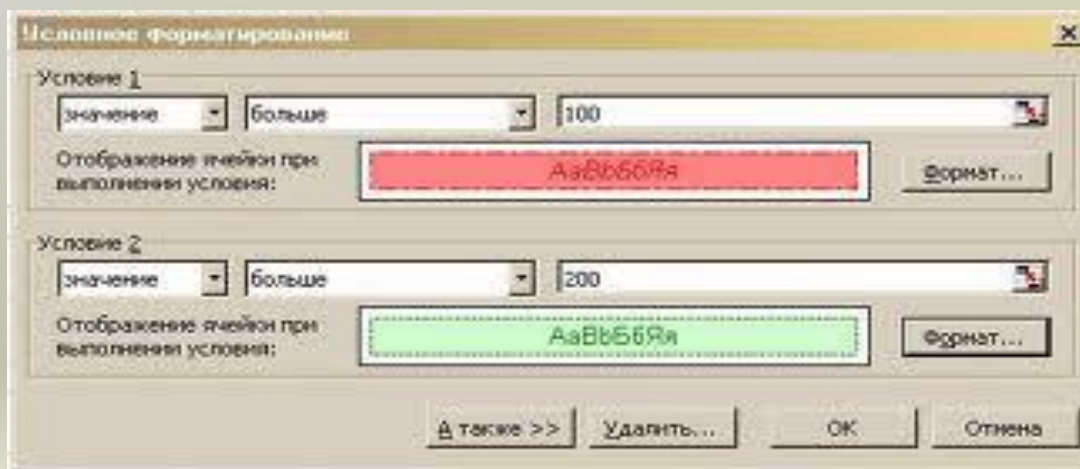 Условное форматирование
Условие 1
значение больше 100
Отображение ячейки при
выполнении условия:
АаВbБбЯя
Формат...
Условие 2
значение больше 200
Отображение ячейки при
выполнении условия:
АаВbБбЯя
Формат...
А также >> Удалить... ОК Отмена